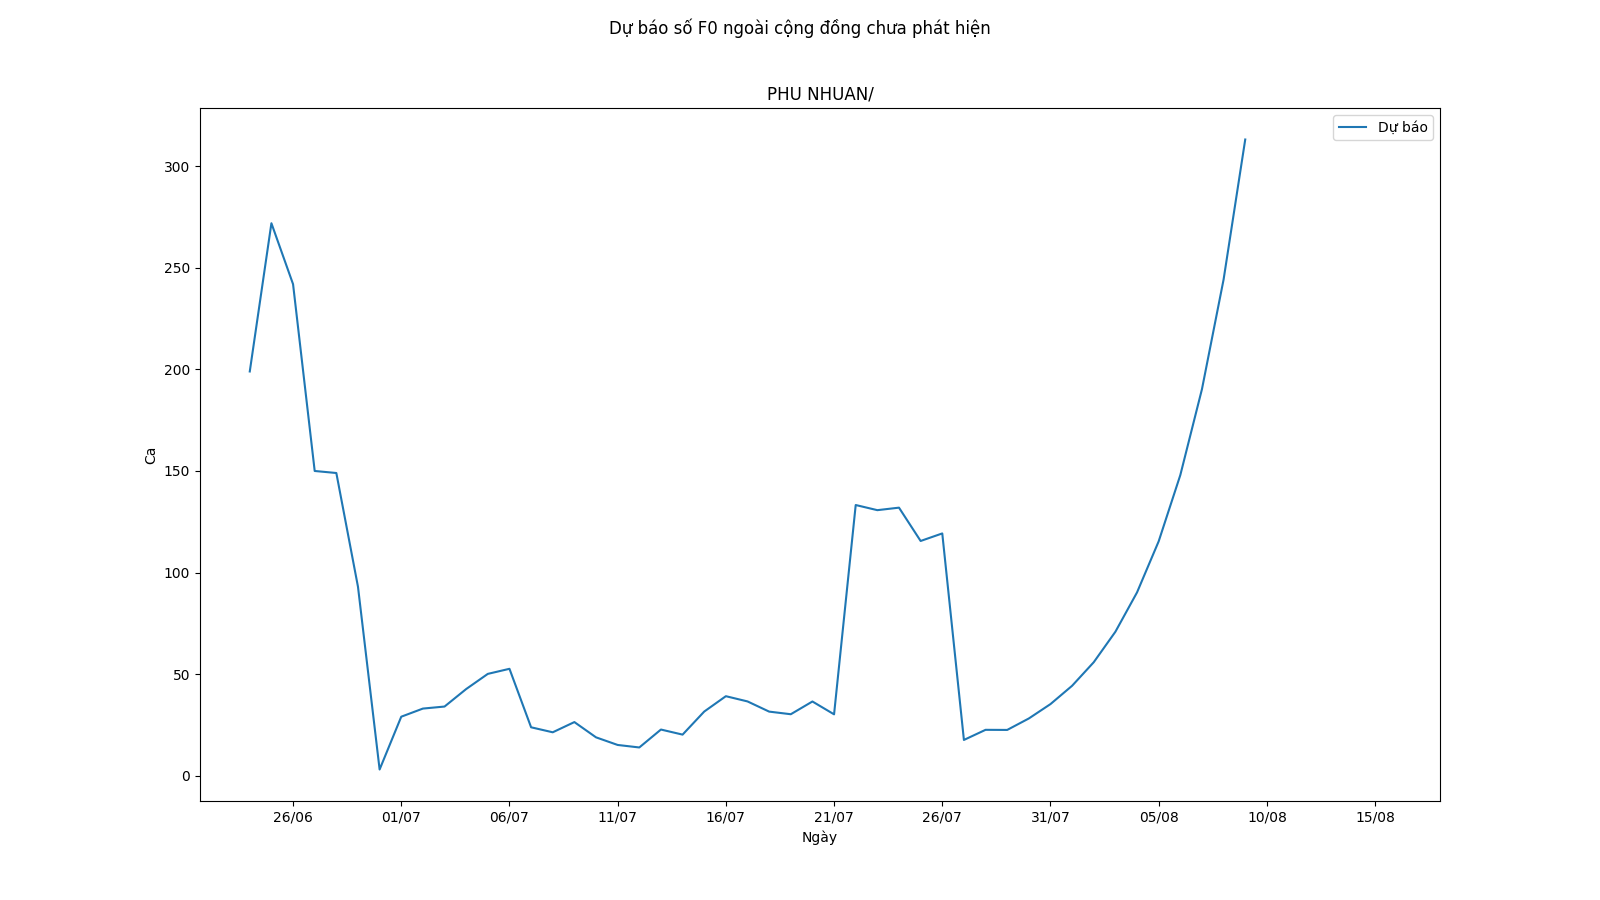 Dự báo số F0 ngoài cộng đồng chưa phát hiện
PHU NHUAN/
Dự báo
300
250
200
150
100
50
0
Ca
26/06 01/07 06/07 11/07 16/07 21/07 26/07 31/07 05/08 10/08 15/08
Ngày